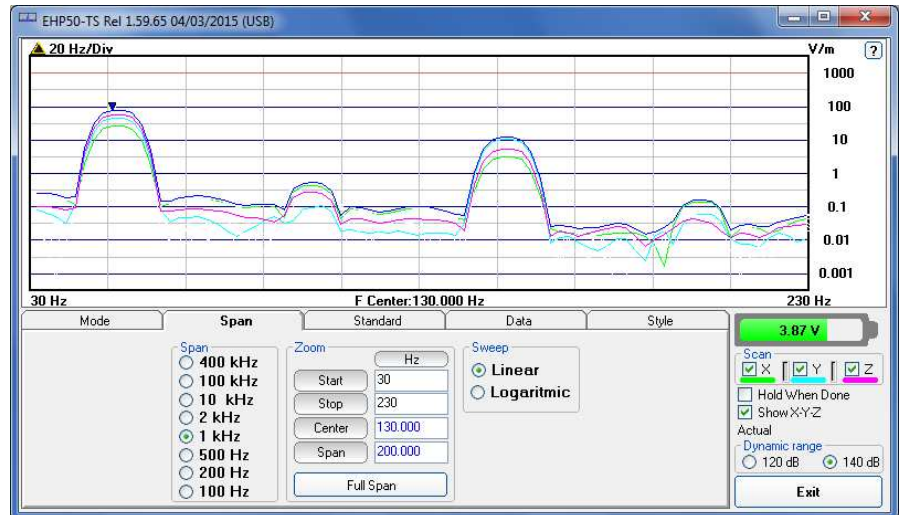 EHP50-TS Rel 1.59.65 04/03/2015 (USB)
20 Hz/Div
V/m
?
1000
100
10
1
0.1
0.01
0.001
30 Hz
F Center:130.000 Hz
230 Hz
Mode
Span
Standard
Data
Style
Span
400 kHz
100 kHz
10 kHz
2 kHz
1 kHz
500 Hz
200 Hz
100 Hz
Zoom
Hz
Start 30
Stop 230
Center 130.000
Span 200.000
Full Span
Sweep
Linear
Logaritmic
3.87 V
Scan
X Y Z
Hold When Done
Show X-Y-Z
Actual
Dynamic range
120 dB 140 dB
Exit